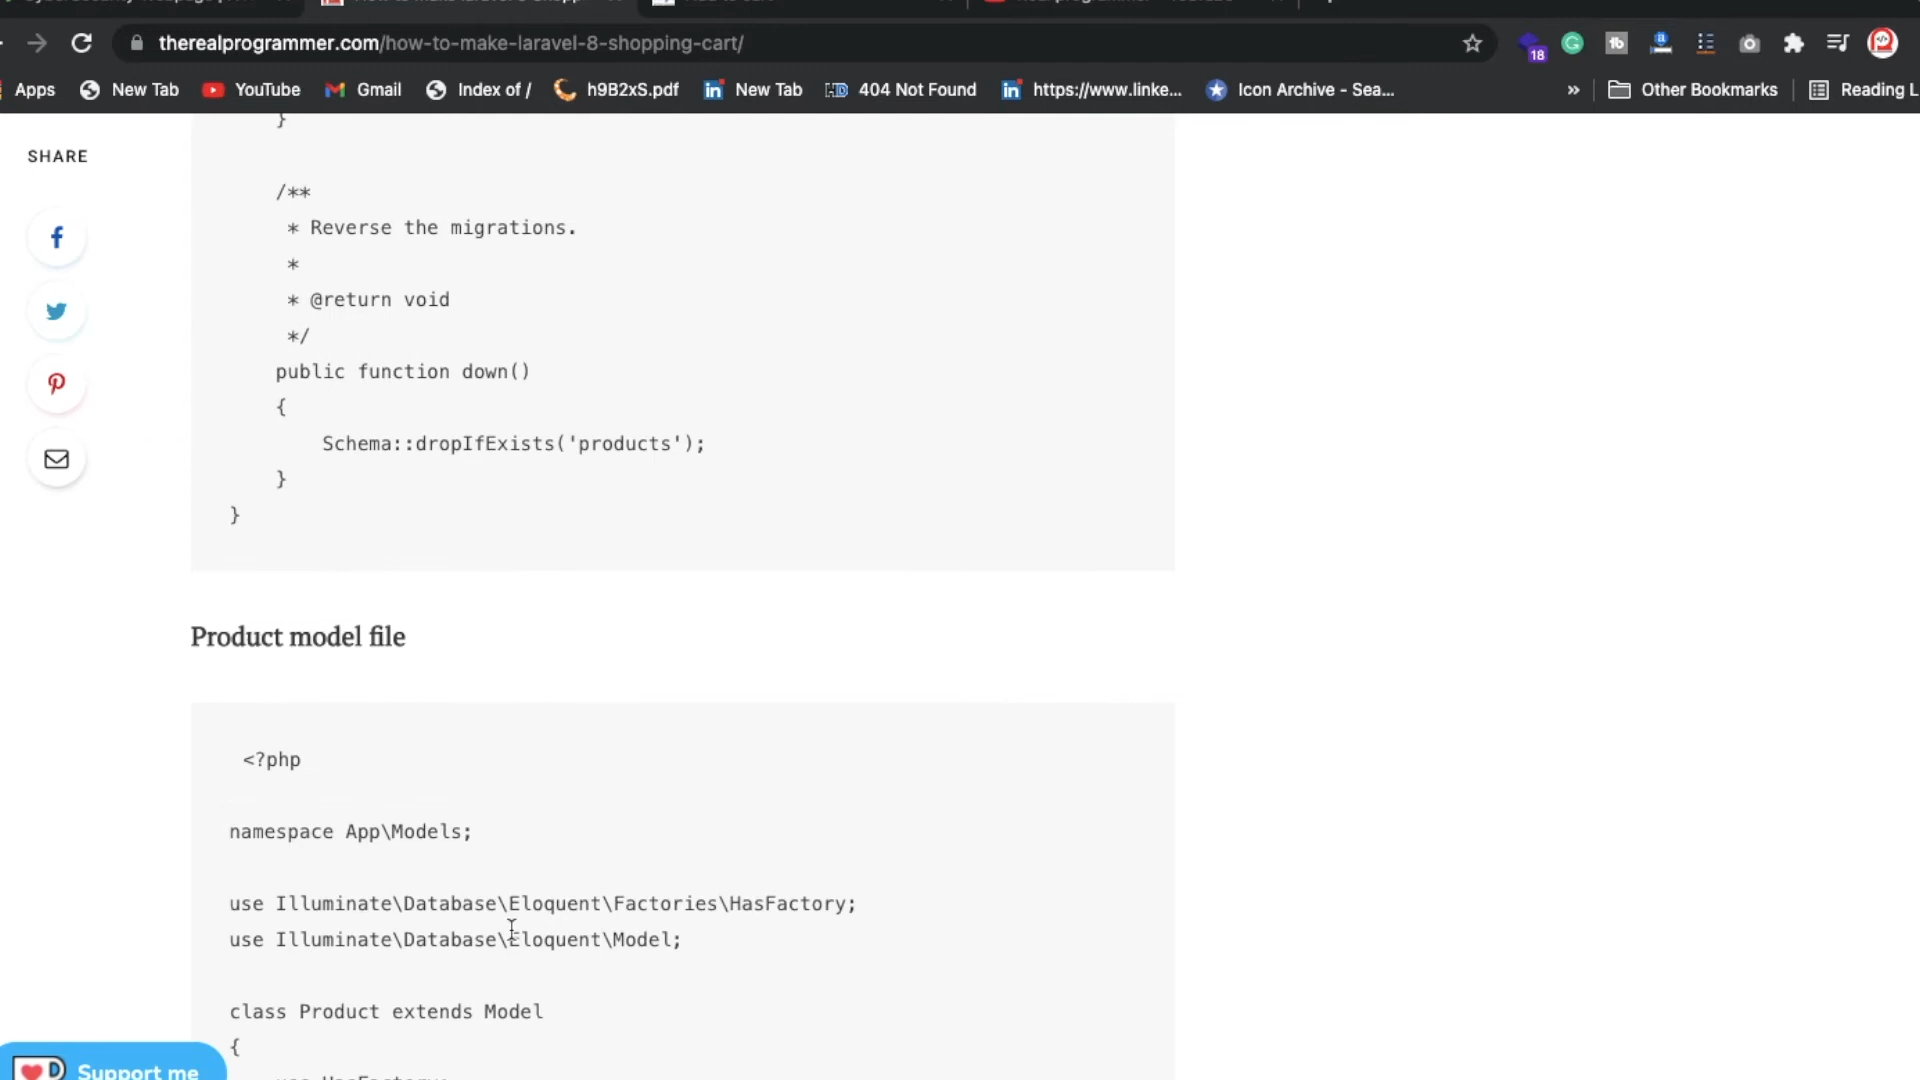 therealprogrammer.com/how-to-make-laravel-8-shopping-cart/
18
Apps
New Tab
YouTube
Gmail
Index of /
h9B2xS.pdf
New Tab
404 Not Found
https://www.linke...
Icon Archive - Sea...
»
Other Bookmarks
Reading L
}
SHARE
/**
* Reverse the migrations.
*
* @return void
*/
public function down()
{
Schema::dropIfExists('products');
}
}
Product model file
<?php
namespace App\Models;
use Illuminate\Database\Eloquent\Factories\HasFactory;
use Illuminate\Database\Eloquent\Model;
class Product extends Model
{
Support me